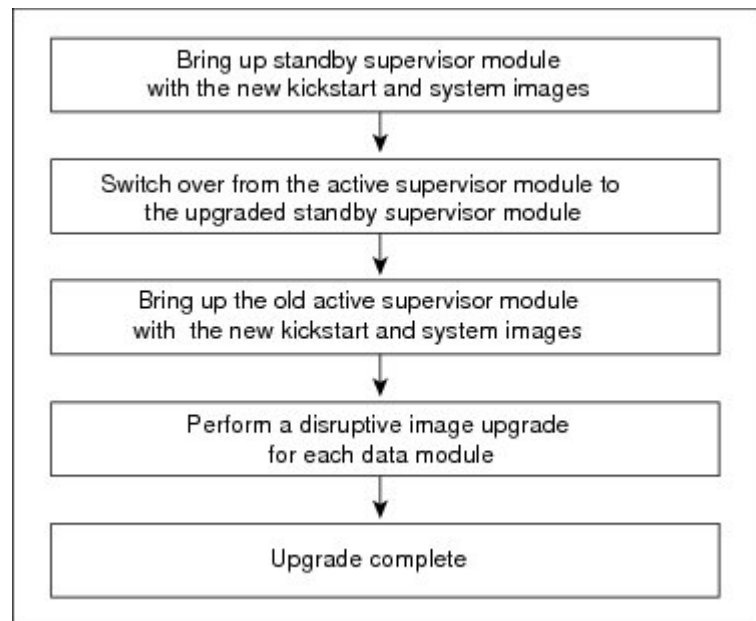 Bring up standby supervisor module
with the new kickstart and system images
Switch over from the active supervisor module to
the upgraded standby supervisor module
Bring up the old active supervisor module
with the new kickstart and system images
Perform a disruptive image upgrade
for each data module
Upgrade complete